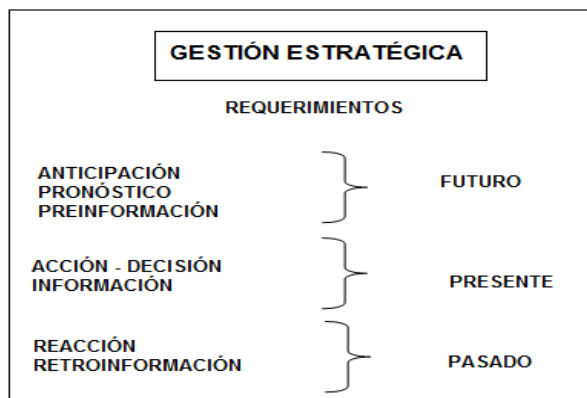 GESTIÓN ESTRATÉGICA
REQUERIMIENTOS
ANTICIPACIÓN
PRONÓSTICO
PREINFORMACIÓN
FUTURO
ACCIÓN - DECISIÓN
INFORMACIÓN
PRESENTE
REACCIÓN
RETROINFORMACIÓN
PASADO